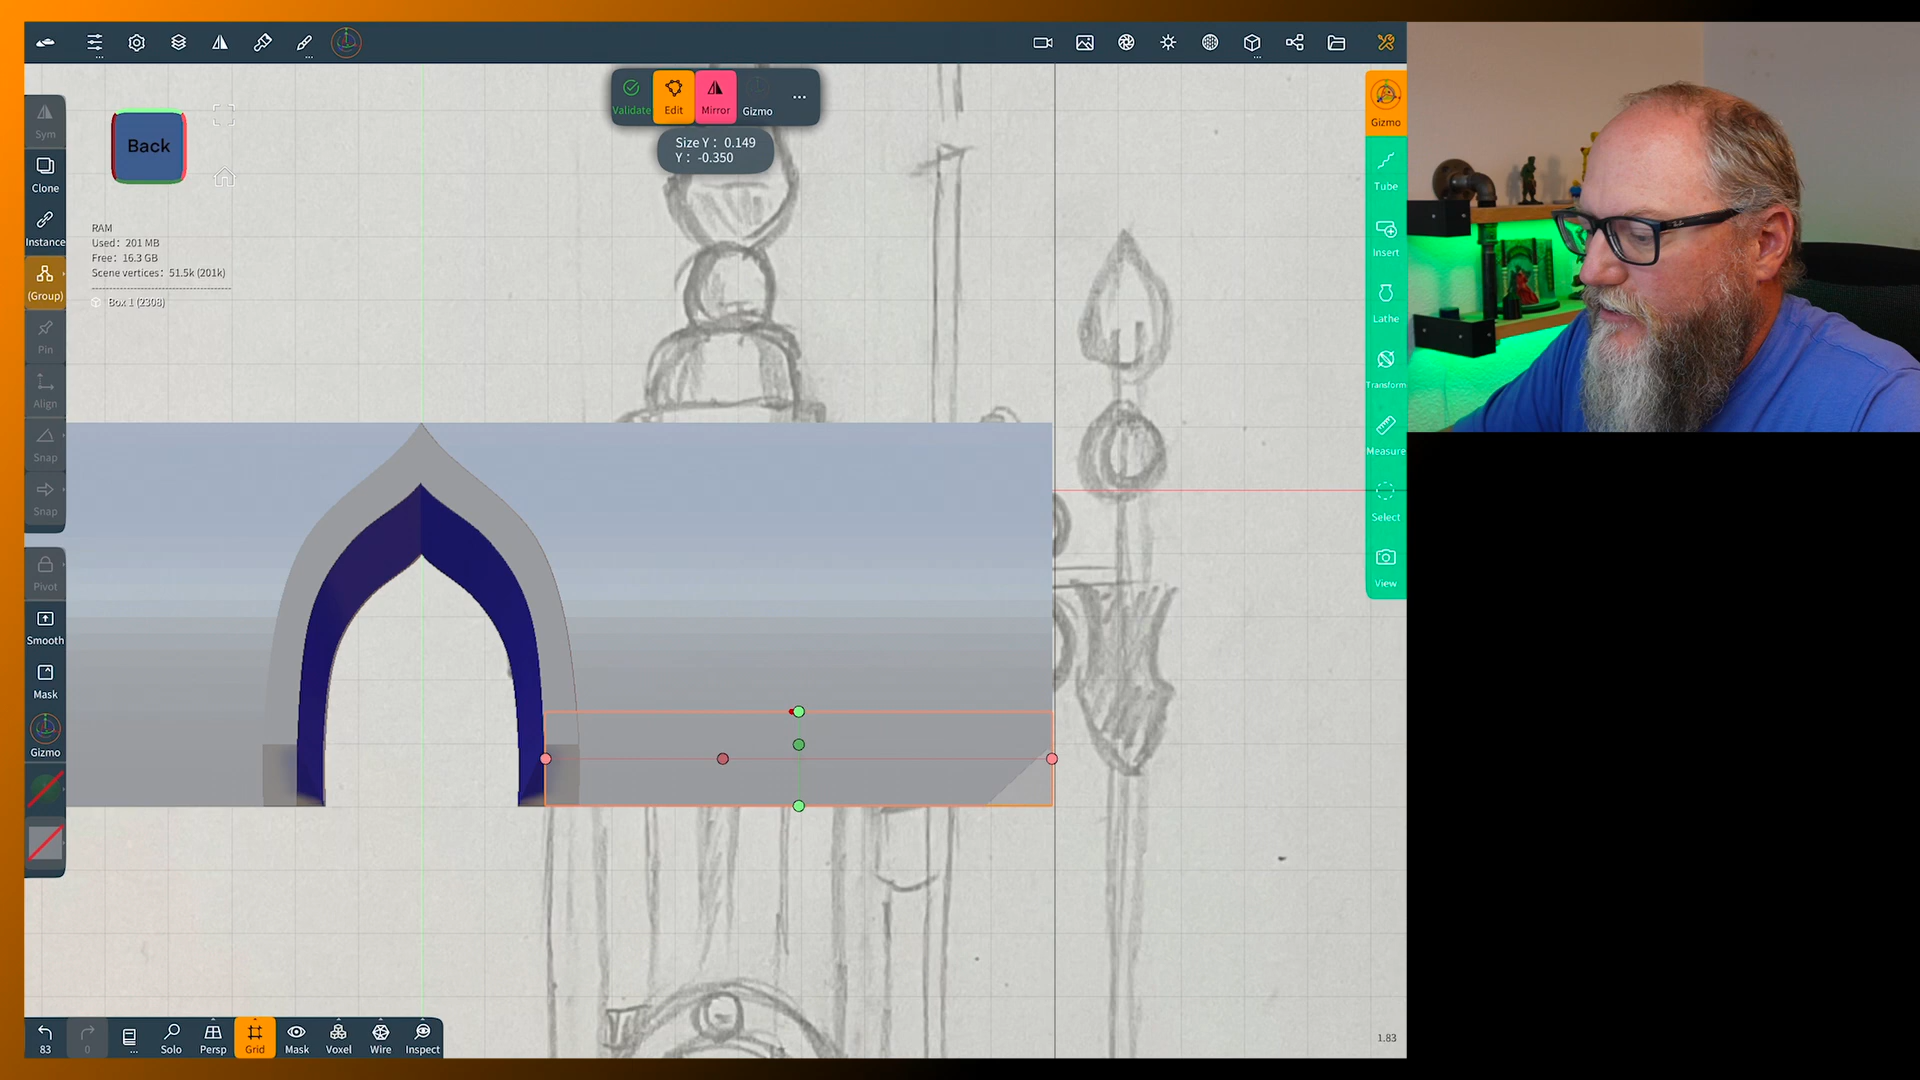 Validate
Edit
Mirror
Gizmo
...
Size Y: 0.149
Y: -0.350
Back
Sym
Clone
Instance
(Group)
Pin
Align
Snap
Snap
Pivot
Smooth
Mask
Gizmo
RAM
Used: 201 MB
Free: 16.3 GB
Scene vertices: 51.5k (201k)
Box 1 (2308)
Gizmo
Tube
Insert
Lathe
Transform
Measure
Select
View
1.83
83
0
...
Solo
Persp
Grid
Mask
Voxel
Wire
Inspect